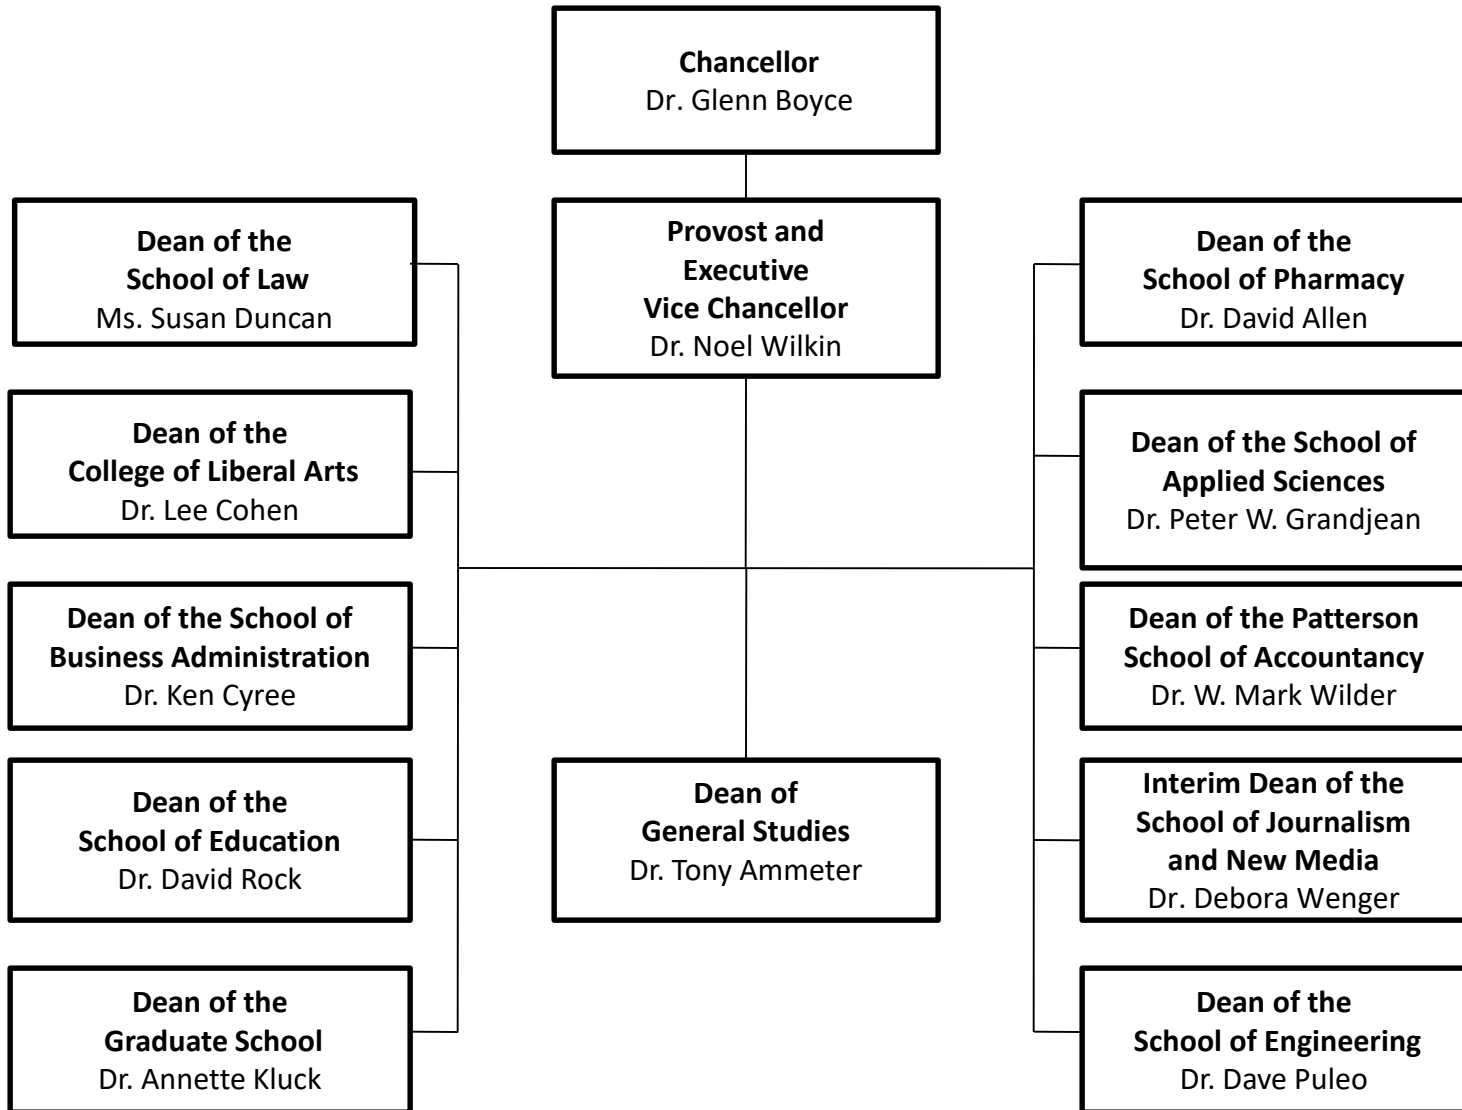 Chancellor
Dr. Glenn Boyce
Dean of the
School of Law
Ms. Susan Duncan
Provost and
Executive
Vice Chancellor
Dr. Noel Wilkin
Dean of the
School of Pharmacy
Dr. David Allen
Dean of the
College of Liberal Arts
Dr. Lee Cohen
Dean of the School of
Applied Sciences
Dr. Peter W. Grandjean
Dean of the School of
Business Administration
Dr. Ken Cyree
Dean of the Patterson
School of Accountancy
Dr. W. Mark Wilder
Dean of the
School of Education
Dr. David Rock
Dean of
General Studies
Dr. Tony Ammeter
Interim Dean of the
School of Journalism
and New Media
Dr. Debora Wenger
Dean of the
Graduate School
Dr. Annette Kluck
Dean of the
School of Engineering
Dr. Dave Puleo